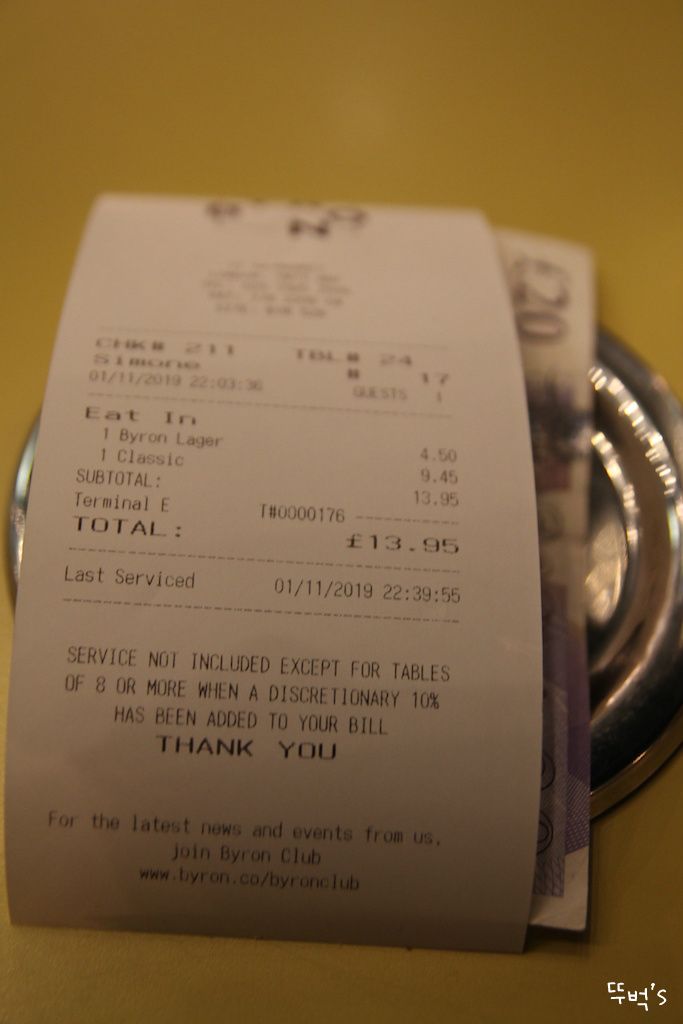 CHK# 211 TBL# 24
Simone # 17
01/11/2019 22:03:36 GUESTS 1
Eat In
1 Byron Lager 4.50
1 Classic 9.45
SUBTOTAL: 13.95
Terminal E T#0000176
TOTAL: £13.95
Last Serviced 01/11/2019 22:39:55
SERVICE NOT INCLUDED EXCEPT FOR TABLES
OF 8 OR MORE WHEN A DISCRETIONARY 10%
HAS BEEN ADDED TO YOUR BILL
THANK YOU
For the latest news and events from us,
join Byron Club
www.byron.co/byronclub
£20
뚜벅's